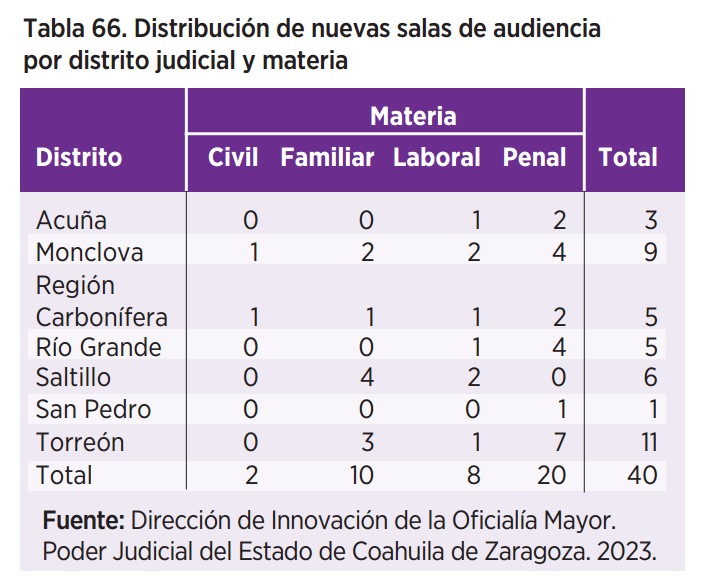 Tabla 66. Distribución de nuevas salas de audiencia
por distrito judicial y materia
Materia
Distrito Civil Familiar Laboral Penal Total
Acuña 0 0 1 2 3
Monclova 1 2 2 4 9
Región
Carbonífera 1 1 1 2 5
Río Grande 0 0 1 4 5
Saltillo 0 4 2 0 6
San Pedro 0 0 0 1 1
Torreón 0 3 1 7 11
Total 2 10 8 20 40
Fuente: Dirección de Innovación de la Oficialía Mayor.
Poder Judicial del Estado de Coahuila de Zaragoza. 2023.